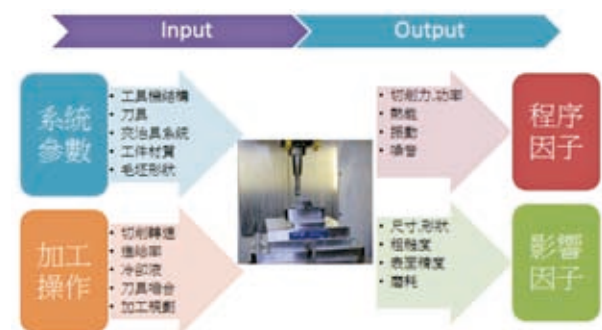 Input
Output
系統
參數
• 工具機結構
• 刀具
• 夾治具系統
• 工件材質
• 毛坯形狀
• 切削力,功率
• 熱能
• 振動
• 噪音
程序
因子
加工
操作
• 切削轉速
• 進給率
• 冷卻液
• 刀具嚙合
• 加工規劃
• 尺寸,形狀
• 粗糙度
• 表面精度
• 磨耗
影響
因子